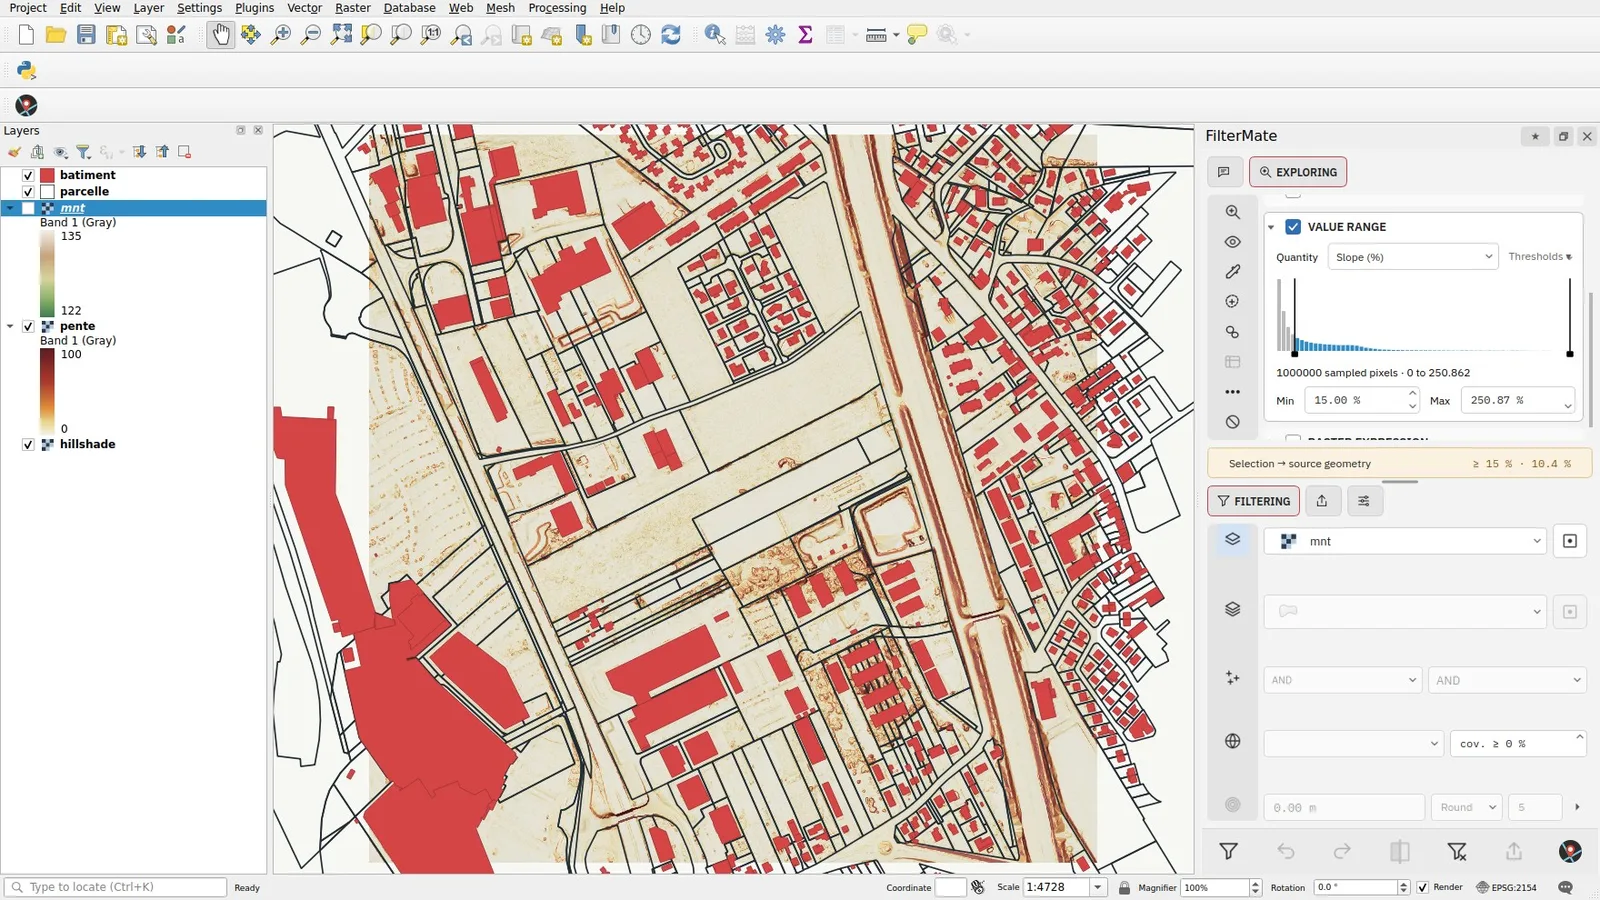 Project Edit View Layer Settings Plugins Vector Raster Database Web Mesh Processing Help
Layers
batiment
parcelle
mnt
Band 1 (Gray)
135
122
pente
Band 1 (Gray)
100
0
hillshade
FilterMate
EXPLORING
VALUE RANGE
Quantity Slope (%) Thresholds
1000000 sampled pixels · 0 to 250.862
Min 15.00 % Max 250.87 %
RASTER EXPRESSION
Selection → source geometry ≥ 15 % · 10.4 %
FILTERING
mnt
AND AND
cov. ≥ 0 %
0.00 m Round 5
Type to locate (Ctrl+K) Ready Coordinate Scale 1:4728 Magnifier 100% Rotation 0.0 ° Render EPSG:2154